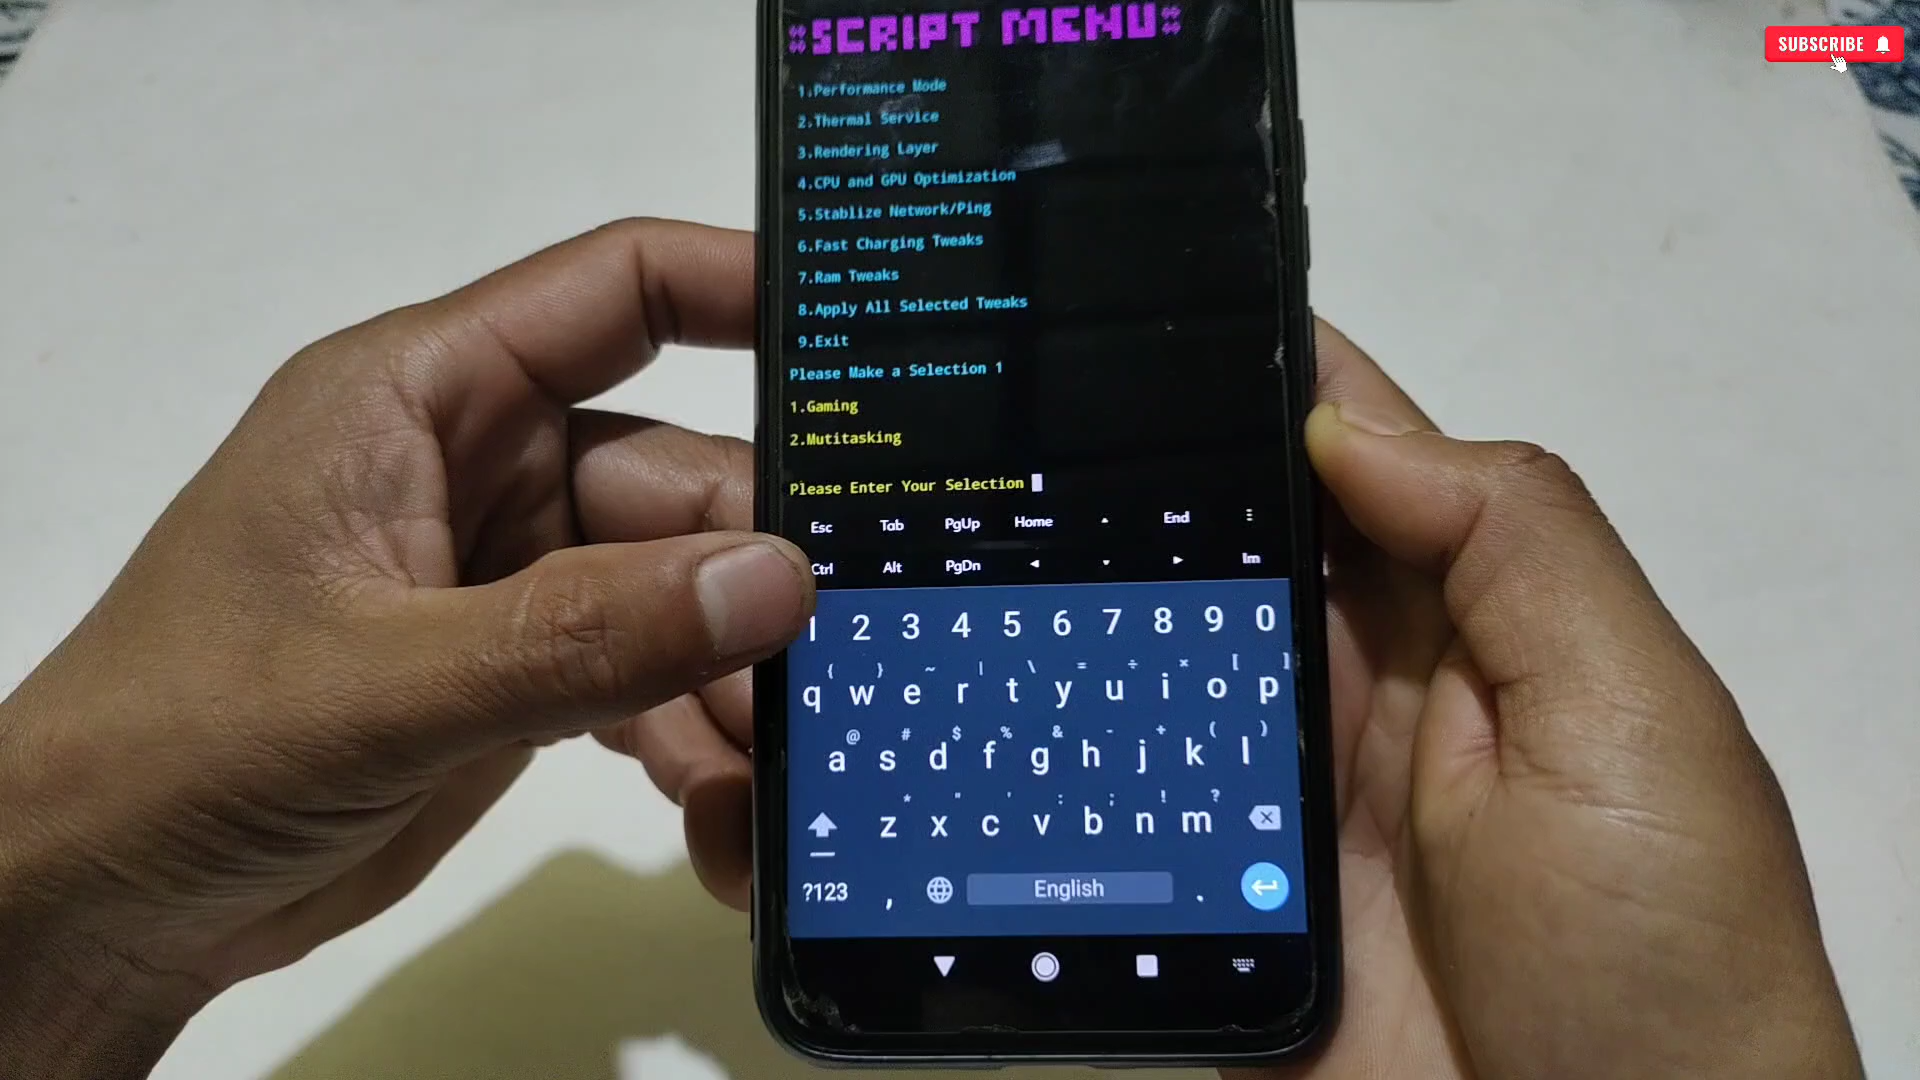 SUBSCRIBE
SCRIPT MENU
1.Performance Mode
2.Thermal Service
3.Rendering Layer
4.CPU and GPU Optimization
5.Stablize Network/Ping
6.Fast Charging Tweaks
7.Ram Tweaks
8.Apply All Selected Tweaks
9.Exit
Please Make a Selection 1
1.Gaming
2.Mutitasking
Please Enter Your Selection
Esc Tab PgUp Home ▲ End ⋮
Ctrl Alt PgDn ◄ ▼ ► Im
1 2 3 4 5 6 7 8 9 0
{ } ~ | \ = ÷ × [ ]
q w e r t y u i o p
@ # $ % & - + ( )
a s d f g h j k l
* " ' : ; ! ?
z x c v b n m
?123 , English .